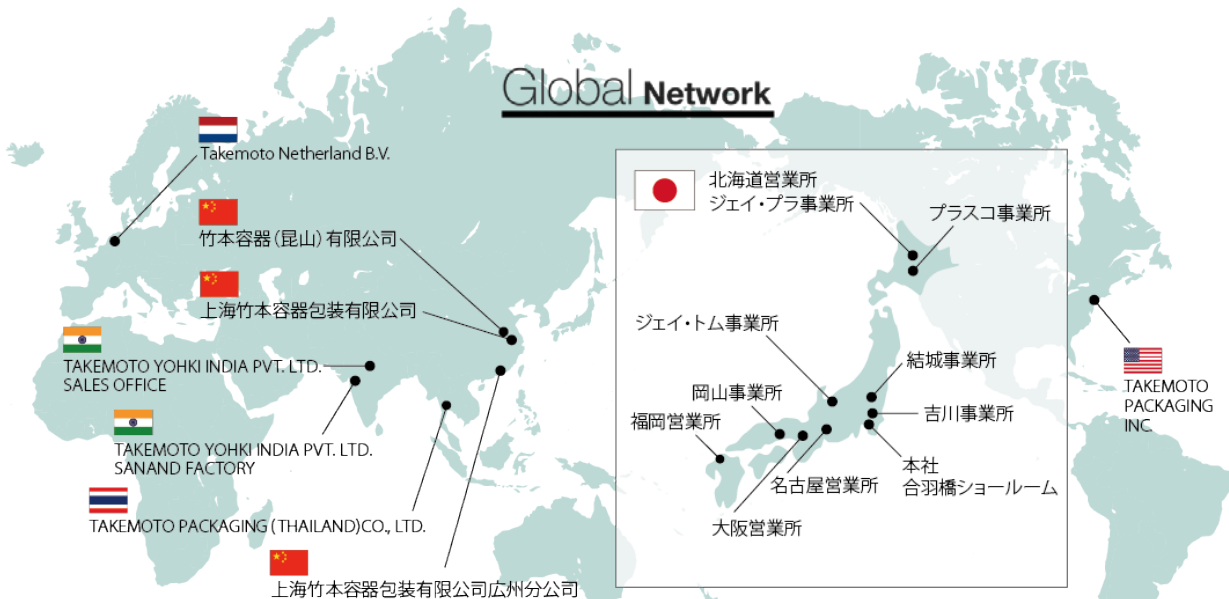 Global Network
Takemoto Netherland B.V.
竹本容器(昆山)有限公司
上海竹本容器包装有限公司
TAKEMOTO YOHKI INDIA PVT. LTD.
SALES OFFICE
TAKEMOTO YOHKI INDIA PVT. LTD.
SANAND FACTORY
TAKEMOTO PACKAGING (THAILAND)CO., LTD.
上海竹本容器包装有限公司広州分公司
北海道営業所
ジェイ・プラ事業所
プラスコ事業所
ジェイ・トム事業所
結城事業所
岡山事業所
吉川事業所
福岡営業所
本社
合羽橋ショールーム
名古屋営業所
大阪営業所
TAKEMOTO
PACKAGING
INC.